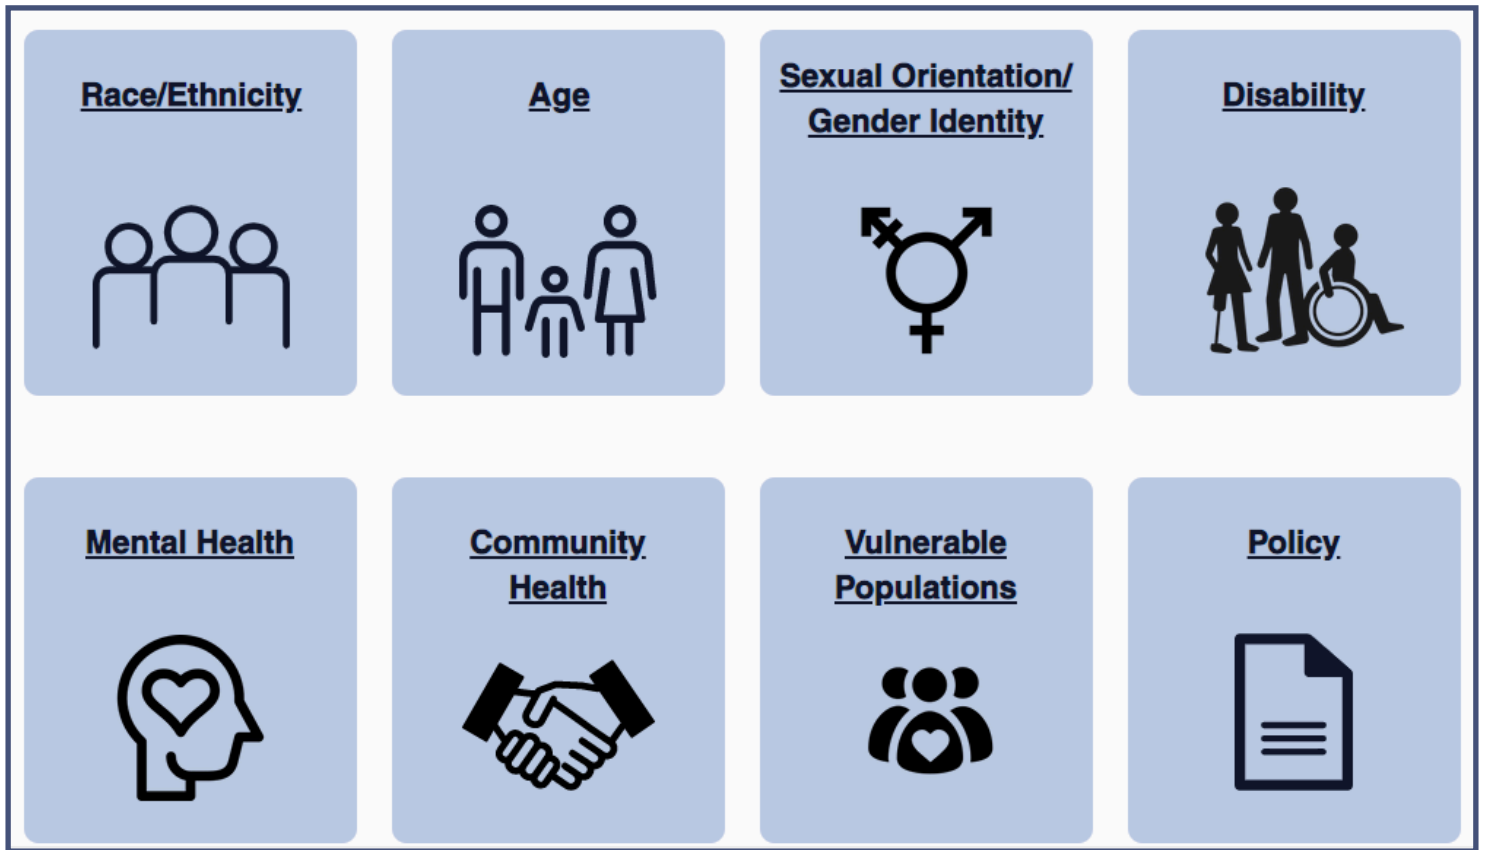 Race/Ethnicity
Age
Sexual Orientation/
Gender Identity
Disability
Mental Health
Community
Health
Vulnerable
Populations
Policy